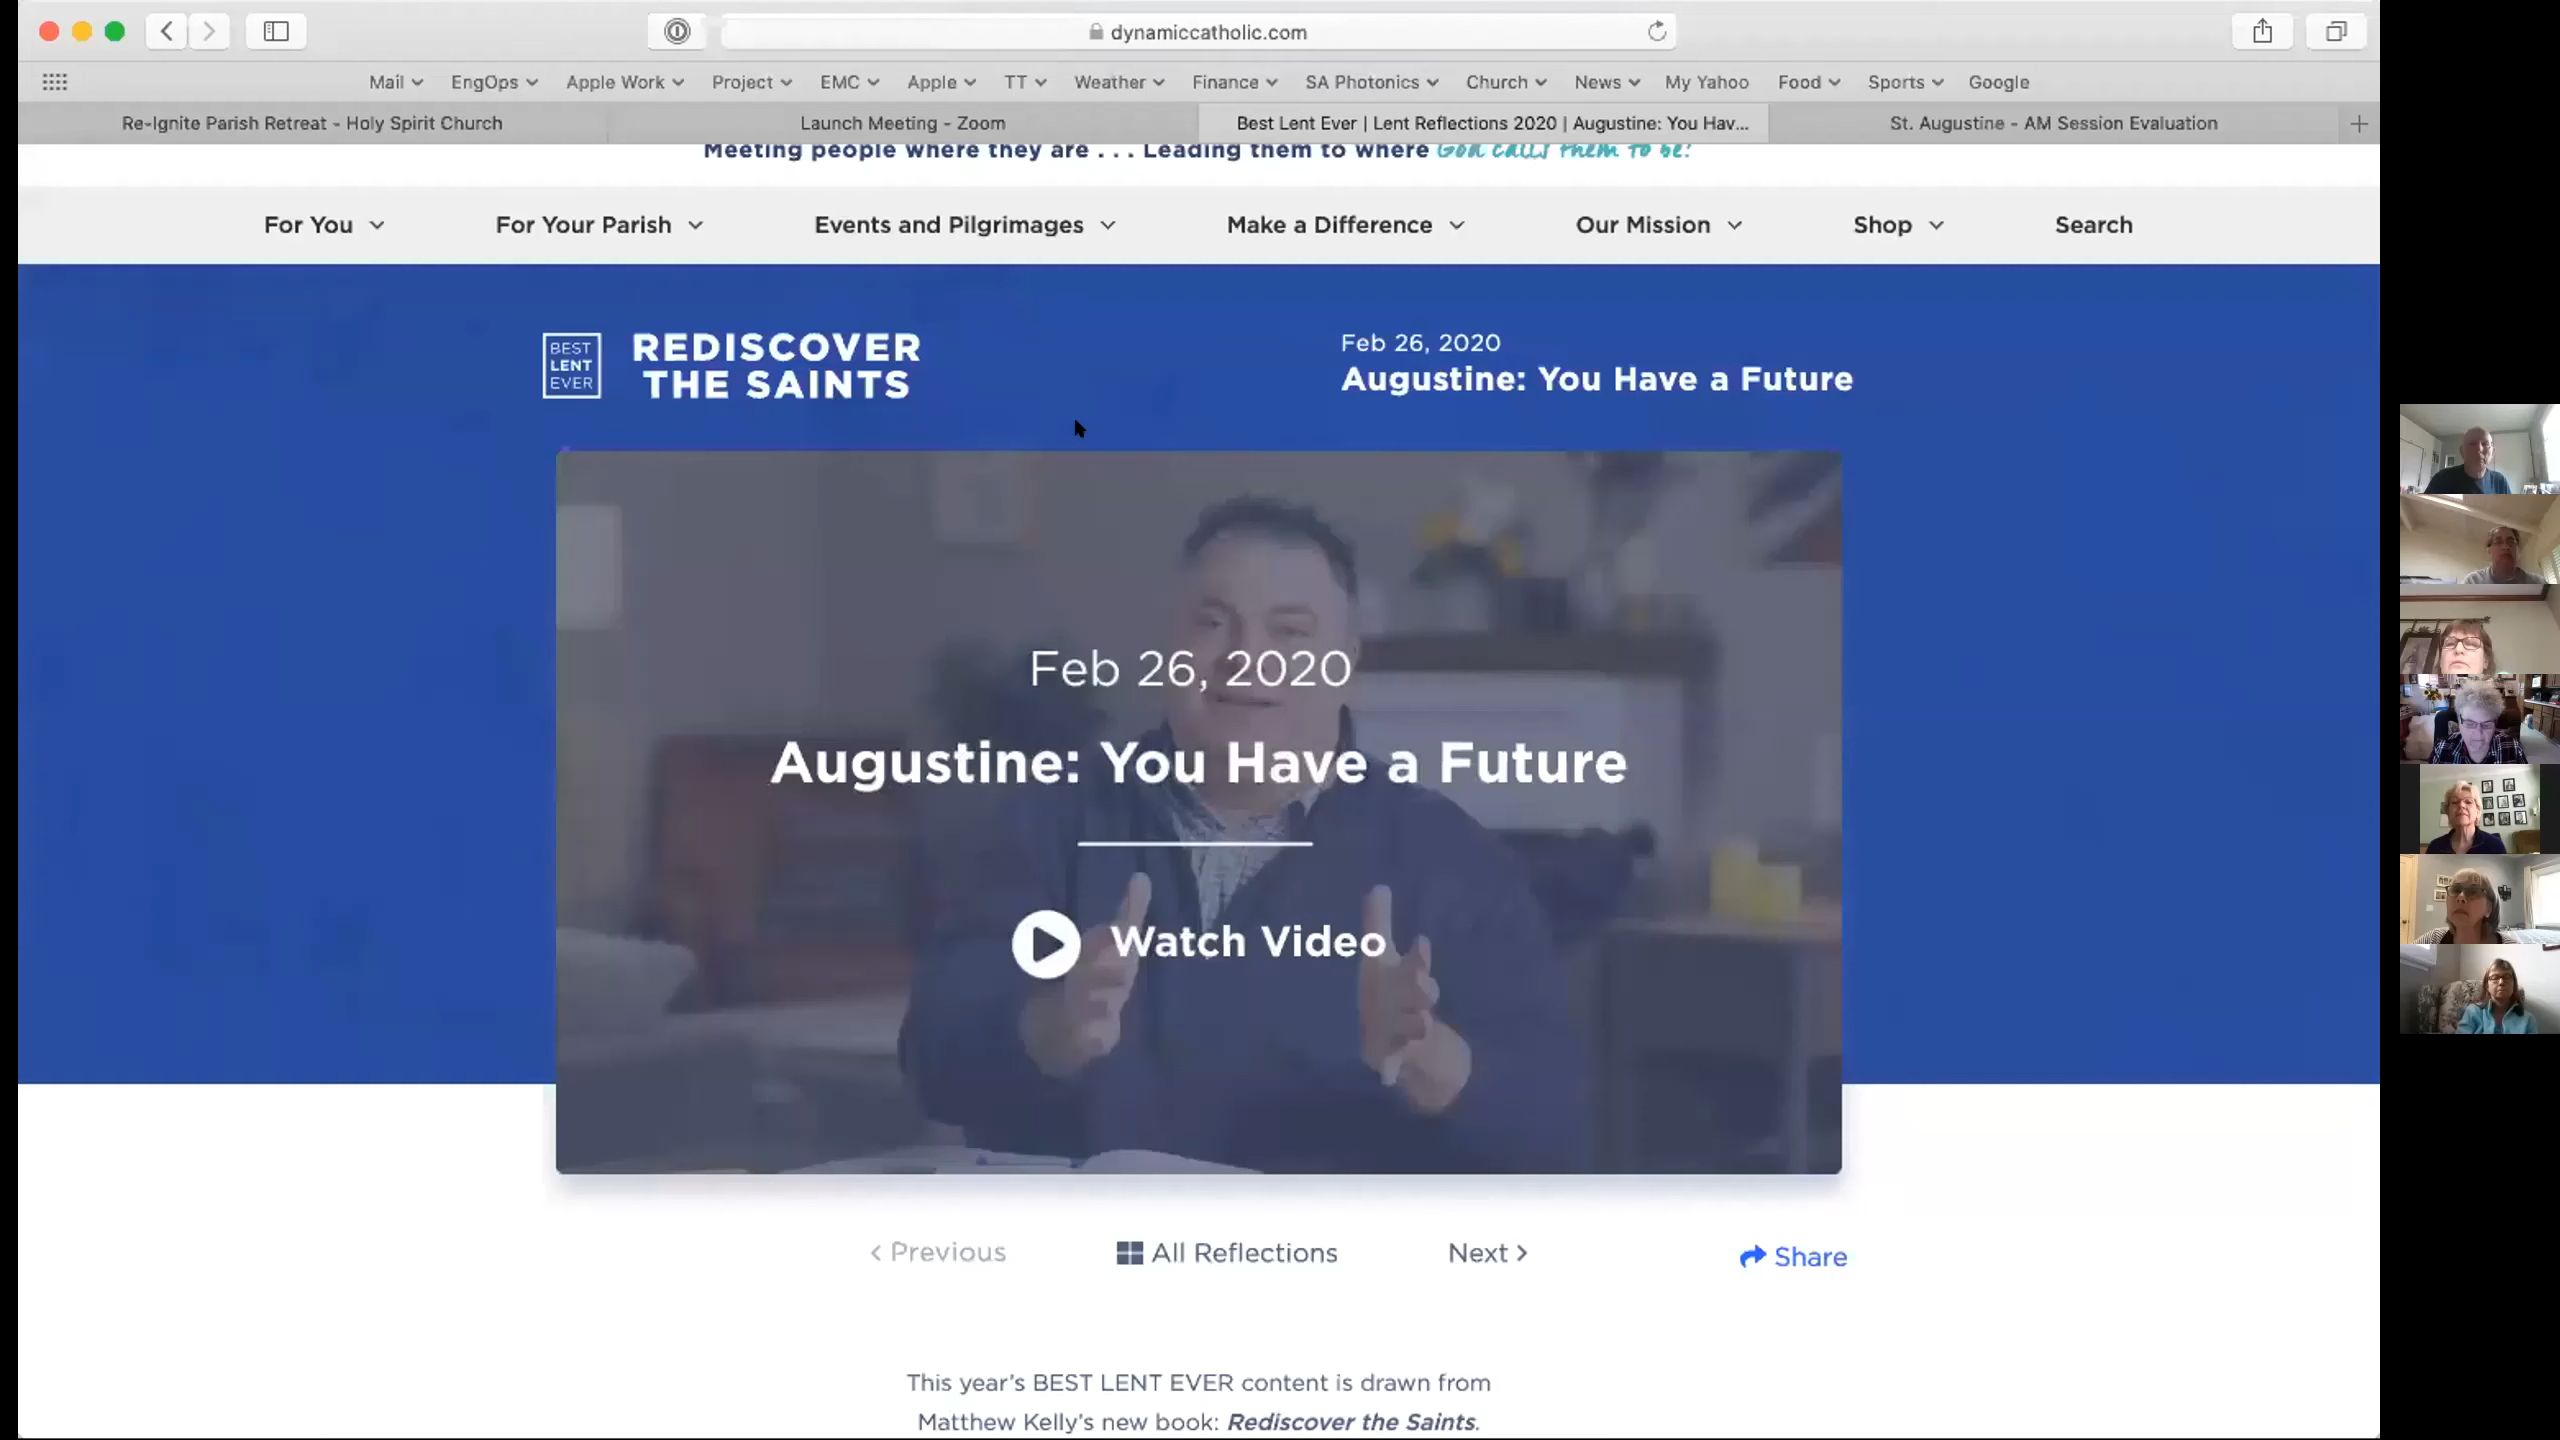 dynamiccatholic.com
Mail EngOps Apple Work Project EMC Apple TT Weather Finance SA Photonics Church News My Yahoo Food Sports Google
Re-Ignite Parish Retreat - Holy Spirit Church
Launch Meeting - Zoom
Best Lent Ever | Lent Reflections 2020 | Augustine: You Hav...
St. Augustine - AM Session Evaluation
Meeting people where they are . . . Leading them to where God calls them to be!
For You
For Your Parish
Events and Pilgrimages
Make a Difference
Our Mission
Shop
Search
BEST
LENT
EVER
REDISCOVER
THE SAINTS
Feb 26, 2020
Augustine: You Have a Future
Feb 26, 2020
Augustine: You Have a Future
Watch Video
< Previous
All Reflections
Next >
Share
This year's BEST LENT EVER content is drawn from
Matthew Kelly's new book: Rediscover the Saints.